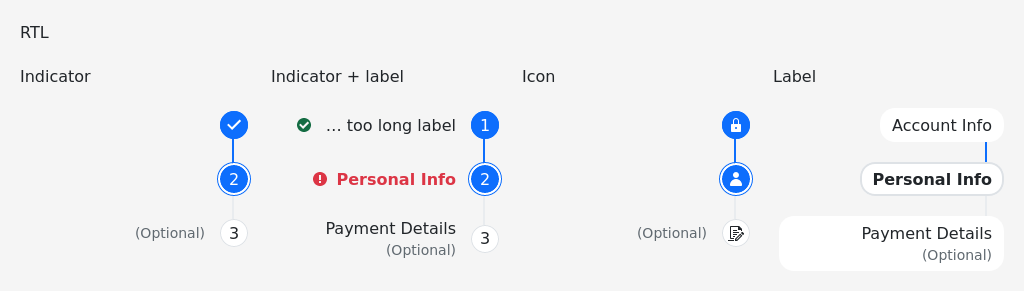 RTL
Indicator
2
(Optional) 3
Indicator + label
... too long label 1
Personal Info 2
Payment Details
(Optional) 3
Icon
(Optional)
Label
Account Info
Personal Info
Payment Details
(Optional)